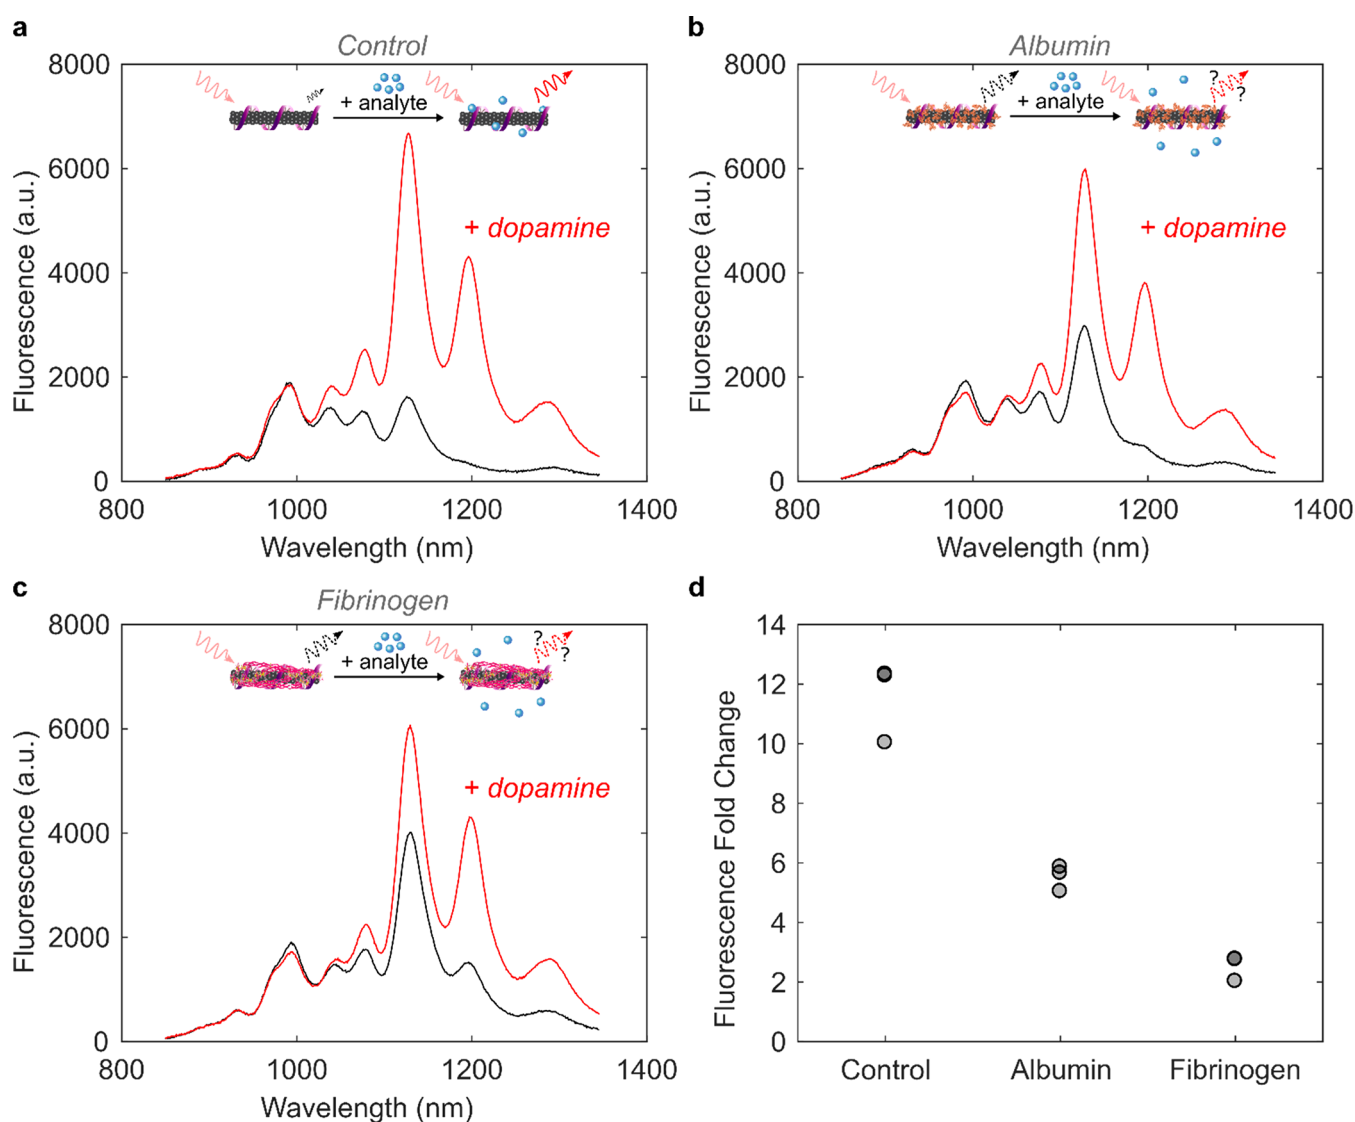 a
Control
8000
6000
4000
2000
0
Fluorescence (a.u.)
+ analyte
+ dopamine
800
1000
1200
1400
Wavelength (nm)
b
Albumin
8000
6000
4000
2000
0
Fluorescence (a.u.)
+ analyte
?
?
+ dopamine
800
1000
1200
1400
Wavelength (nm)
c
Fibrinogen
8000
6000
4000
2000
0
Fluorescence (a.u.)
+ analyte
?
?
+ dopamine
800
1000
1200
1400
Wavelength (nm)
d
14
12
10
8
6
4
2
0
Fluorescence Fold Change
Control
Albumin
Fibrinogen